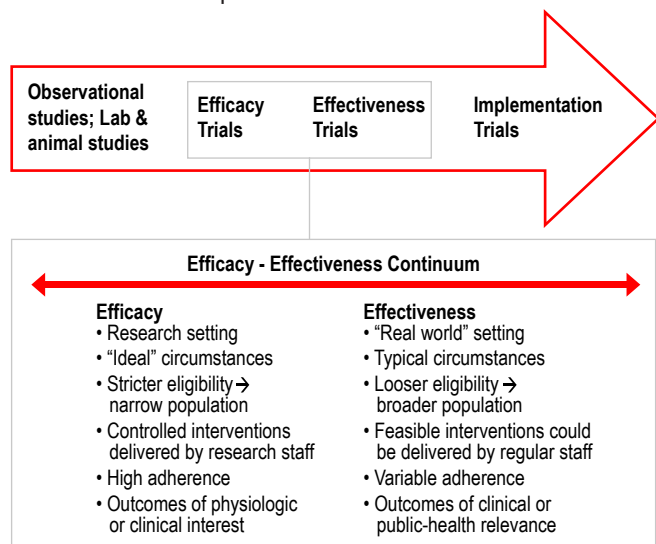 Observational
studies; Lab &
animal studies
Efficacy
Trials
Effectiveness
Trials
Implementation
Trials
Efficacy - Effectiveness Continuum
Efficacy
• Research setting
• “Ideal” circumstances
• Stricter eligibility →
narrow population
• Controlled interventions
delivered by research staff
• High adherence
• Outcomes of physiologic
or clinical interest
Effectiveness
• “Real world” setting
• Typical circumstances
• Looser eligibility →
broader population
• Feasible interventions could
be delivered by regular staff
• Variable adherence
• Outcomes of clinical or
public-health relevance